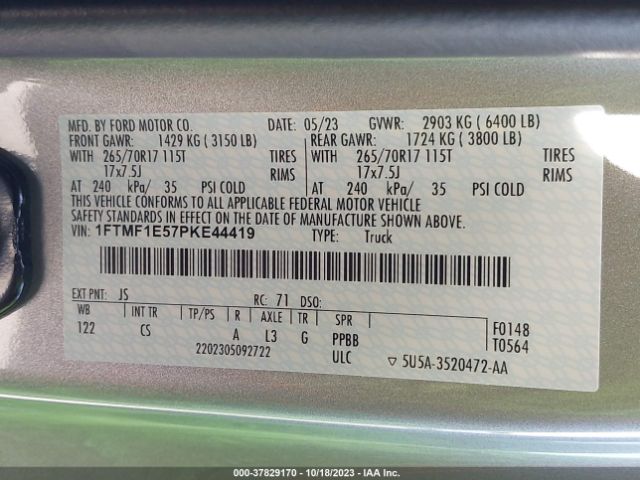 MFD. BY FORD MOTOR CO. DATE: 05/23 GVWR: 2903 KG ( 6400 LB)
FRONT GAWR: 1429 KG ( 3150 LB) REAR GAWR: 1724 KG ( 3800 LB)
WITH 265/70R17 115T TIRES WITH 265/70R17 115T TIRES
17x7.5J RIMS 17x7.5J RIMS
AT 240 kPa/ 35 PSI COLD AT 240 kPa/ 35 PSI COLD
THIS VEHICLE CONFORMS TO ALL APPLICABLE FEDERAL MOTOR VEHICLE
SAFETY STANDARDS IN EFFECT ON THE DATE OF MANUFACTURE SHOWN ABOVE.
VIN: 1FTMF1E57PKE44419 TYPE: Truck
EXT PNT: JS RC: 71 DSO:
WB INT TR TP/PS R AXLE TR SPR F0148
122 CS A L3 G PPBB T0564
2202305092722 ULC ▽ 5U5A-3520472-AA
000-37829170 | 10/18/2023 | IAA Inc.